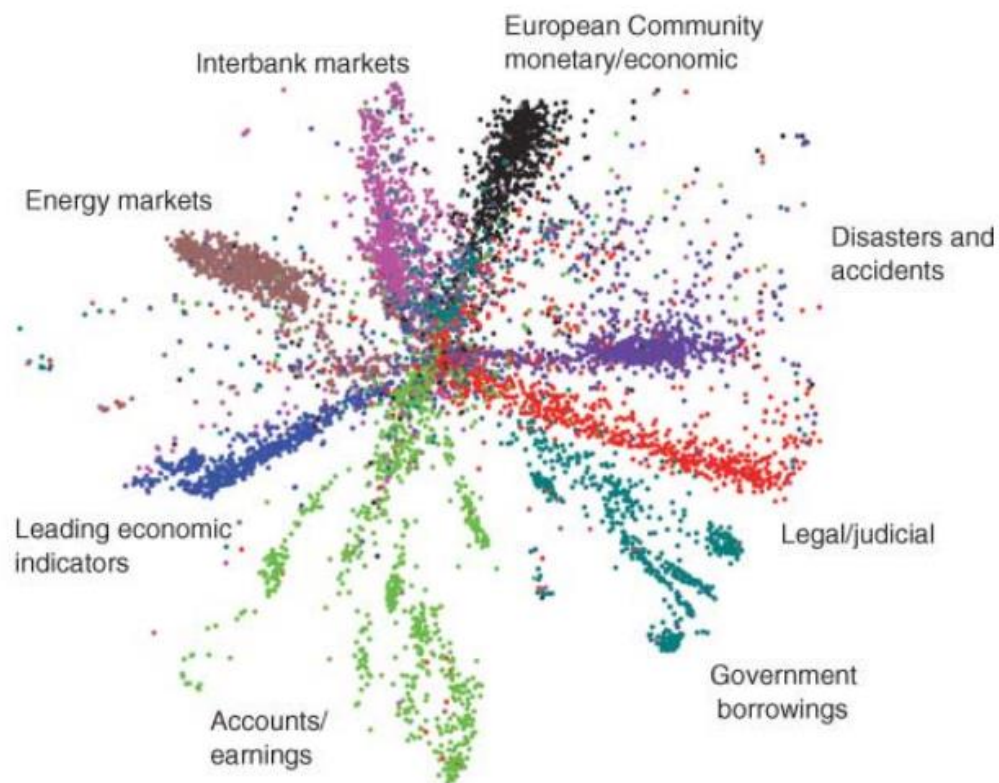 European Community
monetary/economic
Interbank markets
Energy markets
Disasters and
accidents
Leading economic
indicators
Legal/judicial
Government
borrowings
Accounts/
earnings